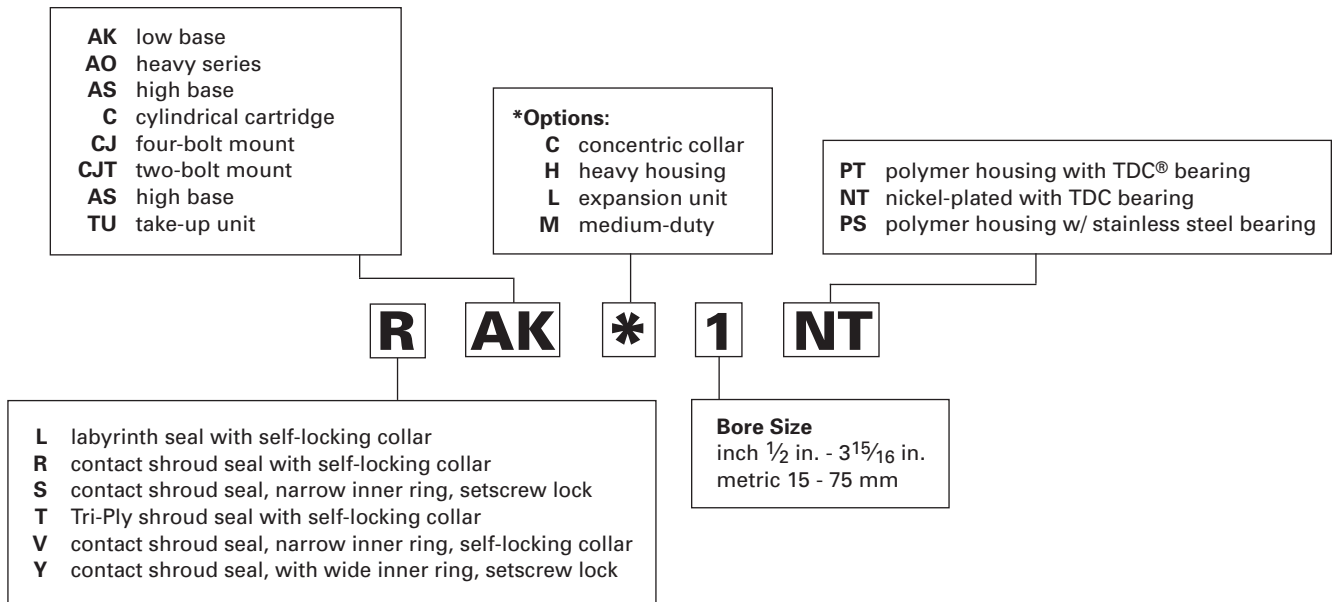 AK low base
AO heavy series
AS high base
C cylindrical cartridge
CJ four-bolt mount
CJT two-bolt mount
AS high base
TU take-up unit
*Options:
C concentric collar
H heavy housing
L expansion unit
M medium-duty
PT polymer housing with TDC® bearing
NT nickel-plated with TDC bearing
PS polymer housing w/ stainless steel bearing
R AK * 1 NT
L labyrinth seal with self-locking collar
R contact shroud seal with self-locking collar
S contact shroud seal, narrow inner ring, setscrew lock
T Tri-Ply shroud seal with self-locking collar
V contact shroud seal, narrow inner ring, self-locking collar
Y contact shroud seal, with wide inner ring, setscrew lock
Bore Size
inch 1/2 in. - 3 15/16 in.
metric 15 - 75 mm